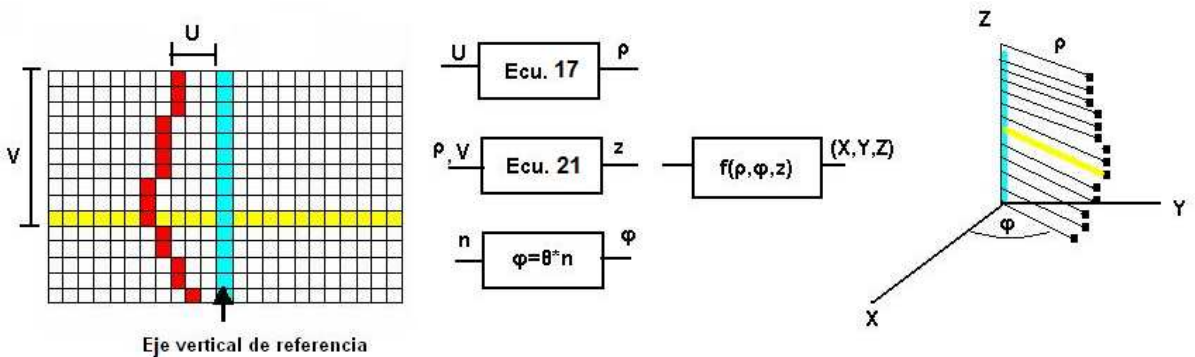 U
V
Eje vertical de referencia
U
Ecu. 17
ρ
ρ, V
Ecu. 21
z
n
φ=θ*n
φ
f(ρ,φ,z)
(X,Y,Z)
Z
ρ
Y
φ
X